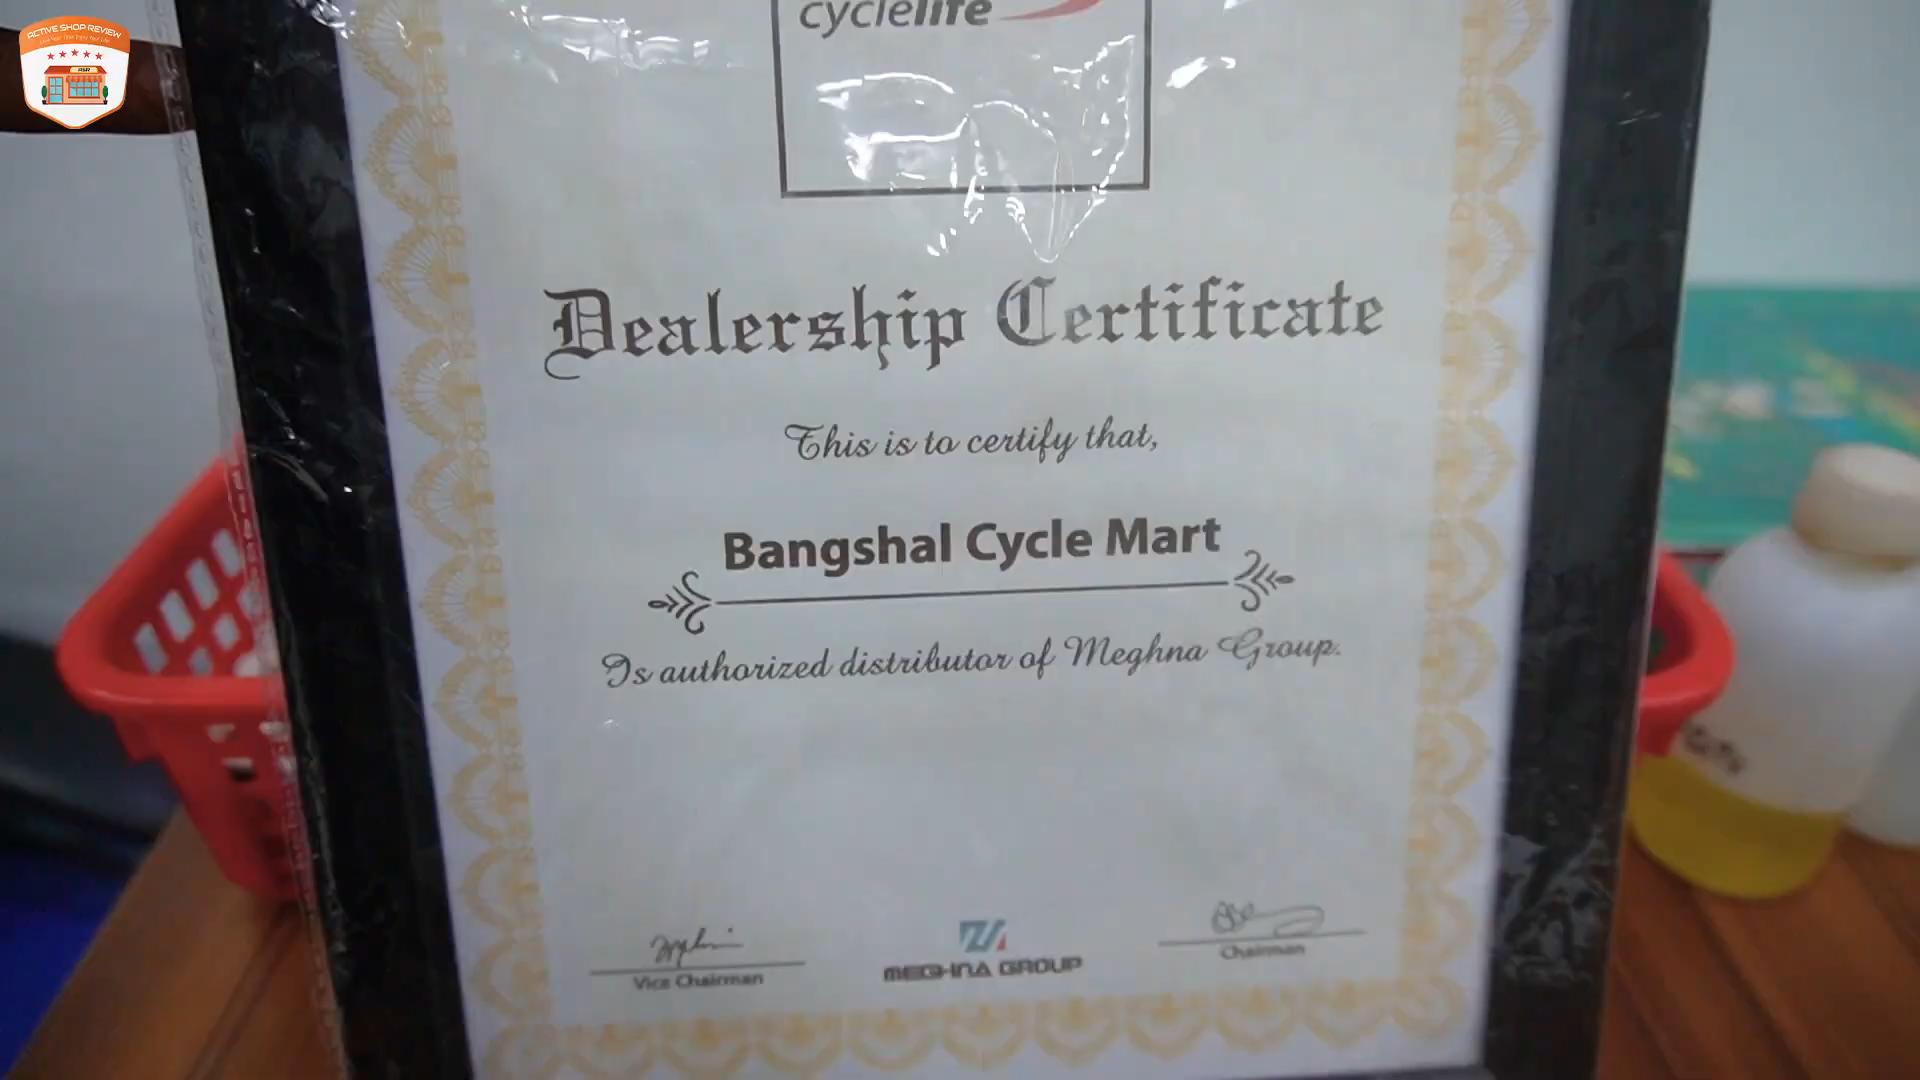 ACTIVE SHOP REVIEW
ASR
cyclelife
Dealership Certificate
This is to certify that,
Bangshal Cycle Mart
Is authorized distributor of Meghna Group.
Vice Chairman
MEGHNA GROUP
Chairman